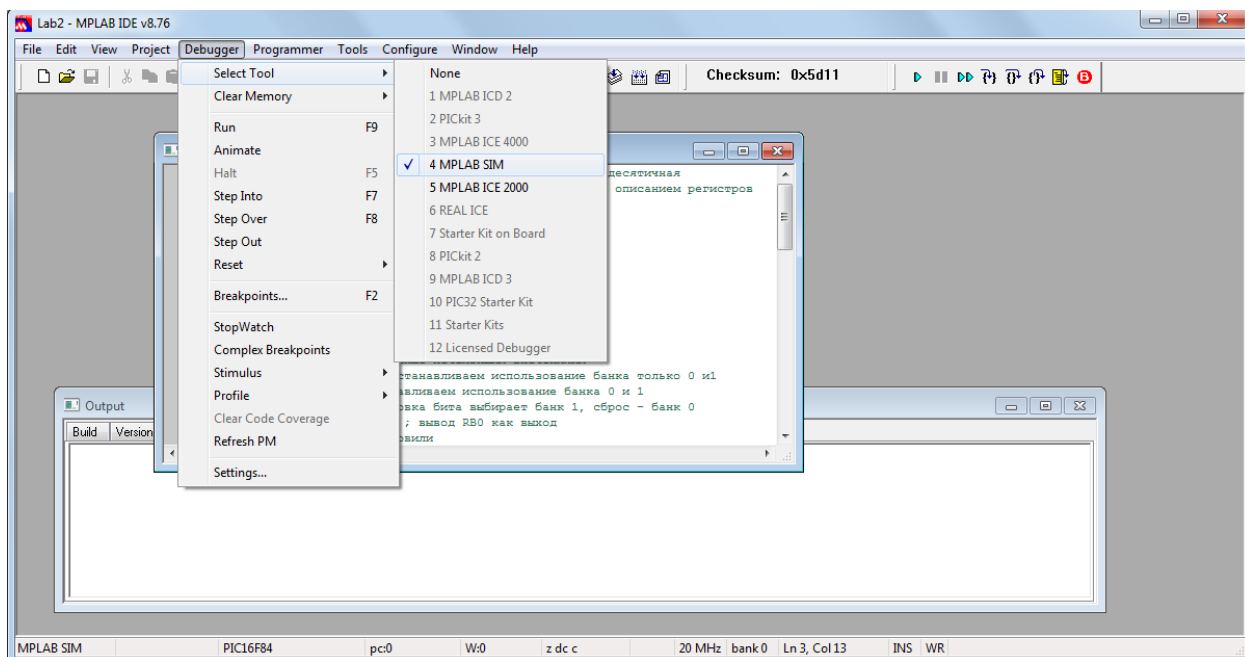 Lab2 - MPLAB IDE v8.76
File Edit View Project Debugger Programmer Tools Configure Window Help
Checksum: 0x5d11
Select Tool
Clear Memory
Run F9
Animate
Halt F5
Step Into F7
Step Over F8
Step Out
Reset
Breakpoints... F2
StopWatch
Complex Breakpoints
Stimulus
Profile
Clear Code Coverage
Refresh PM
Settings...
None
1 MPLAB ICD 2
2 PICkit 3
3 MPLAB ICE 4000
4 MPLAB SIM
5 MPLAB ICE 2000
6 REAL ICE
7 Starter Kit on Board
8 PICkit 2
9 MPLAB ICD 3
10 PIC32 Starter Kit
11 Starter Kits
12 Licensed Debugger
десятичная
описанием регистров
станавливаем использование банка только 0 и1
авливаем использование банка 0 и 1
овка бита выбирает банк 1, сброс - банк 0
; вывод RB0 как выход
овили
Output
Build Version
MPLAB SIM PIC16F84 pc:0 W:0 z dc c 20 MHz bank 0 Ln 3, Col 13 INS WR